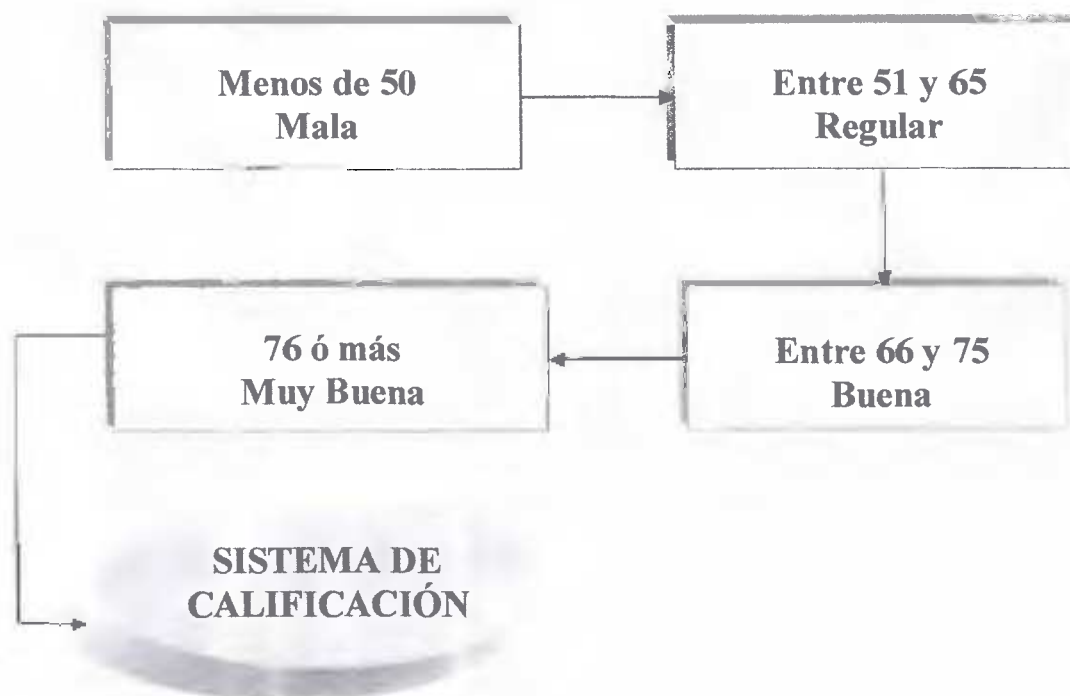 Menos de 50
Mala
Entre 51 y 65
Regular
Entre 66 y 75
Buena
76 ó más
Muy Buena
SISTEMA DE
CALIFICACIÓN